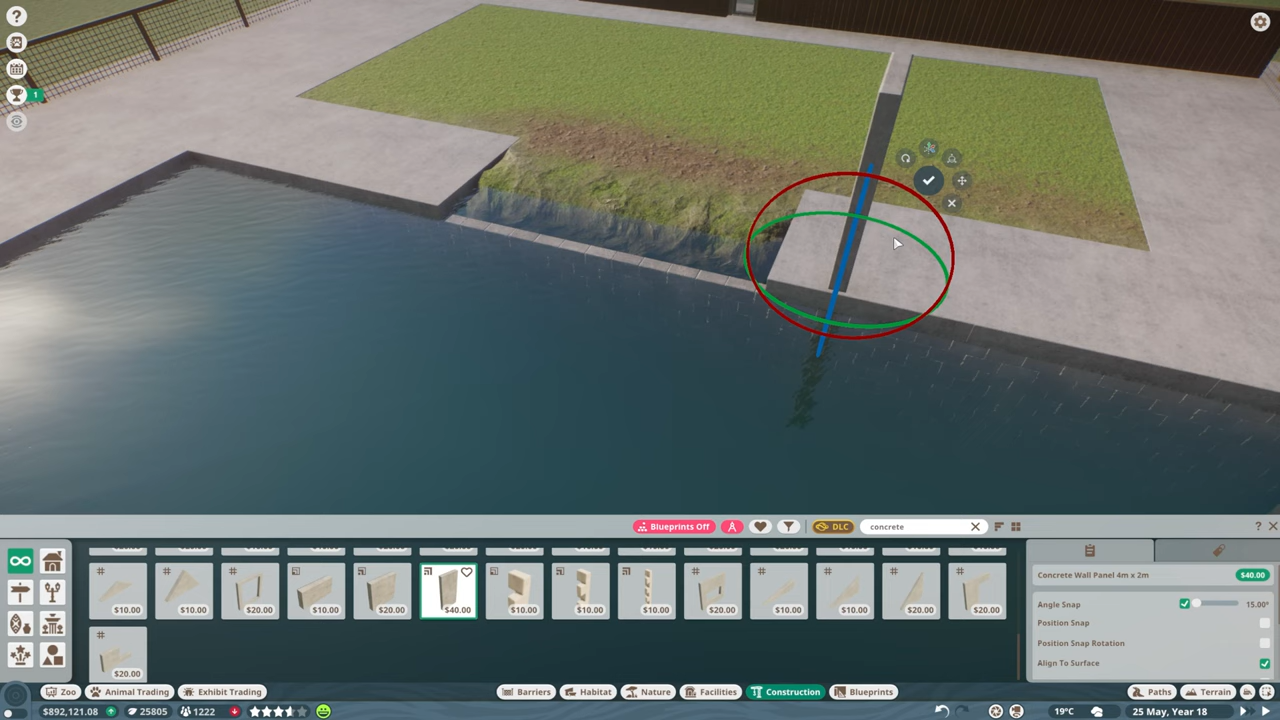 ?
1
Blueprints Off
DLC
concrete
?
$10.00
$10.00
$20.00
$10.00
$20.00
$40.00
$10.00
$10.00
$10.00
$20.00
$10.00
$10.00
$20.00
$20.00
$20.00
Concrete Wall Panel 4m x 2m
$40.00
Angle Snap
15.00°
Position Snap
Position Snap Rotation
Align To Surface
Zoo
Animal Trading
Exhibit Trading
Barriers
Habitat
Nature
Facilities
Construction
Blueprints
Paths
Terrain
$892,121.08
25805
1222
19°C
25 May, Year 18